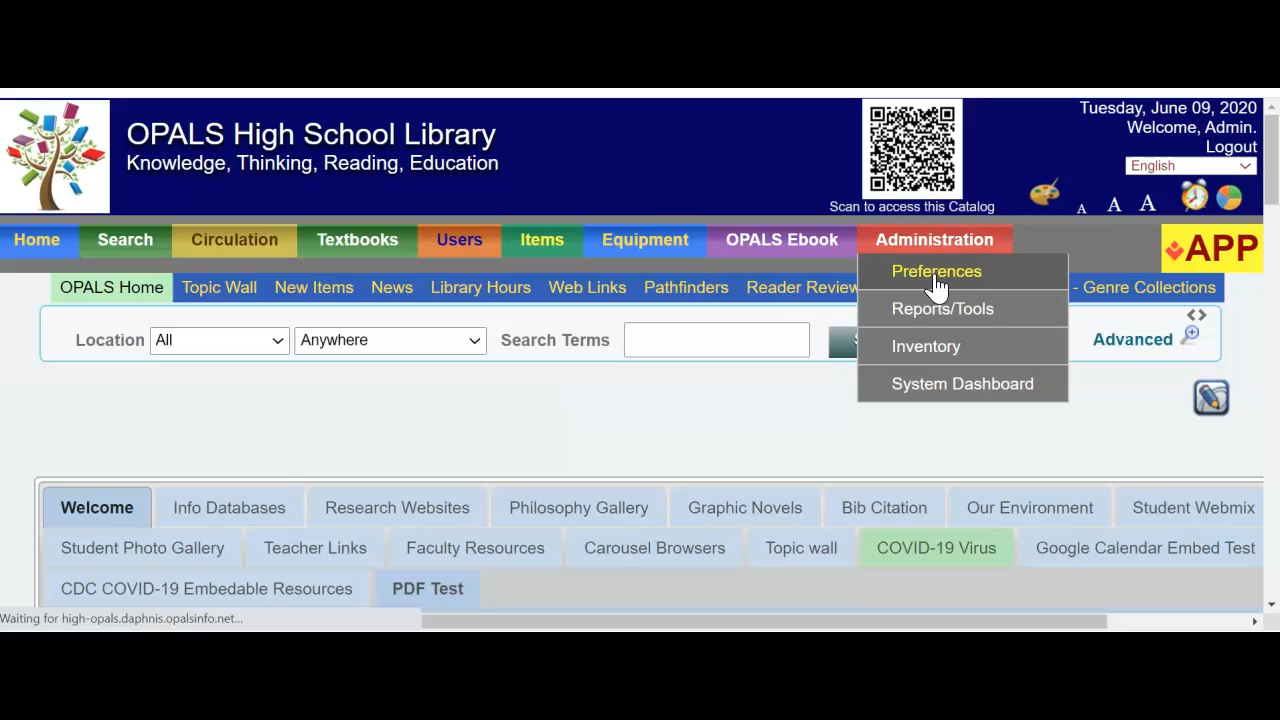 OPALS High School Library
Knowledge, Thinking, Reading, Education
Scan to access this Catalog
Tuesday, June 09, 2020
Welcome, Admin.
Logout
English
A A A
Home Search Circulation Textbooks Users Items Equipment OPALS Ebook Administration
APP
Preferences
Reports/Tools
Inventory
System Dashboard
OPALS Home Topic Wall New Items News Library Hours Web Links Pathfinders Reader Review - Genre Collections
Location All Anywhere Search Terms Advanced
Welcome Info Databases Research Websites Philosophy Gallery Graphic Novels Bib Citation Our Environment Student Webmix
Student Photo Gallery Teacher Links Faculty Resources Carousel Browsers Topic wall COVID-19 Virus Google Calendar Embed Test
CDC COVID-19 Embedable Resources PDF Test
Waiting for high-opals.daphnis.opalsinfo.net...